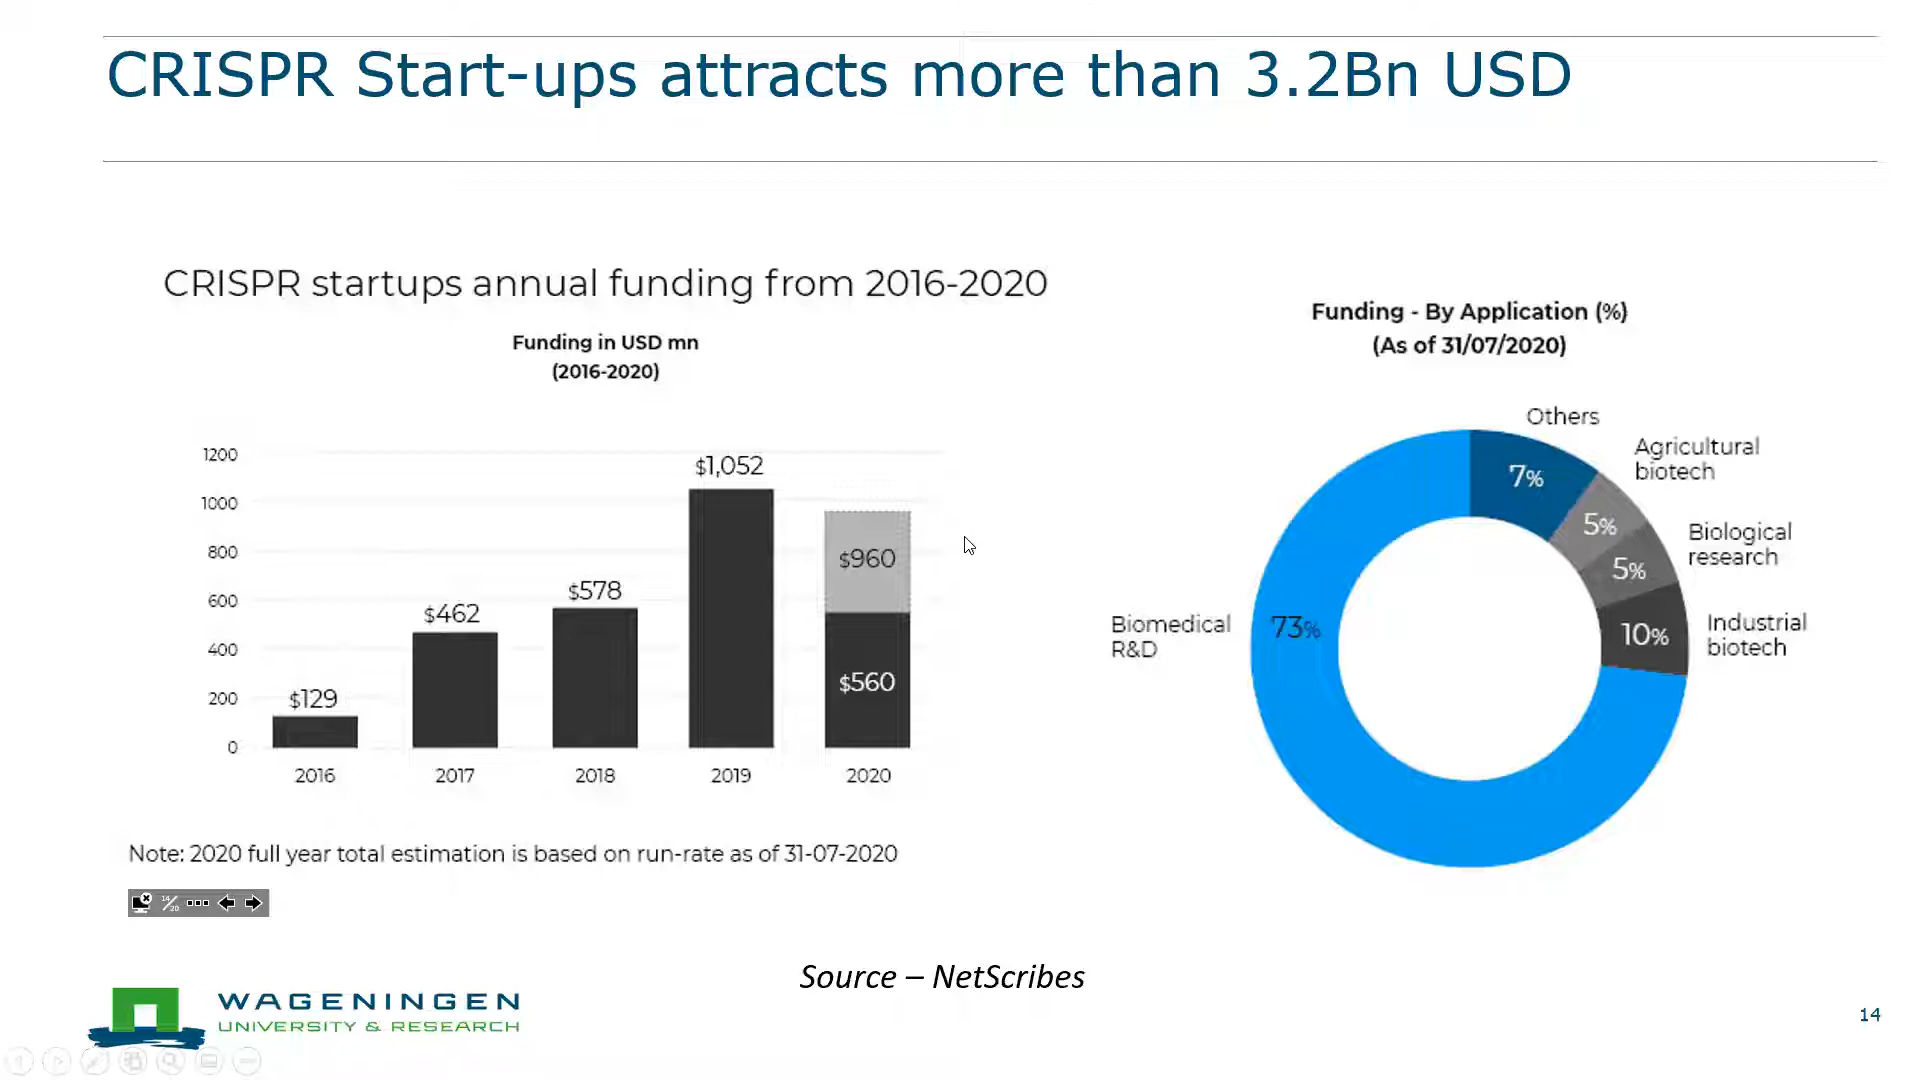 CRISPR Start-ups attracts more than 3.2Bn USD
CRISPR startups annual funding from 2016-2020
Funding in USD mn
(2016-2020)
1200
1000
800
600
400
200
0
$129
$462
$578
$1,052
$960
$560
2016
2017
2018
2019
2020
Note: 2020 full year total estimation is based on run-rate as of 31-07-2020
Funding - By Application (%)
(As of 31/07/2020)
Others
7%
Agricultural
biotech
5%
Biological
research
5%
Industrial
biotech
10%
Biomedical
R&D
73%
14/20
Source – NetScribes
WAGENINGEN
UNIVERSITY & RESEARCH
14